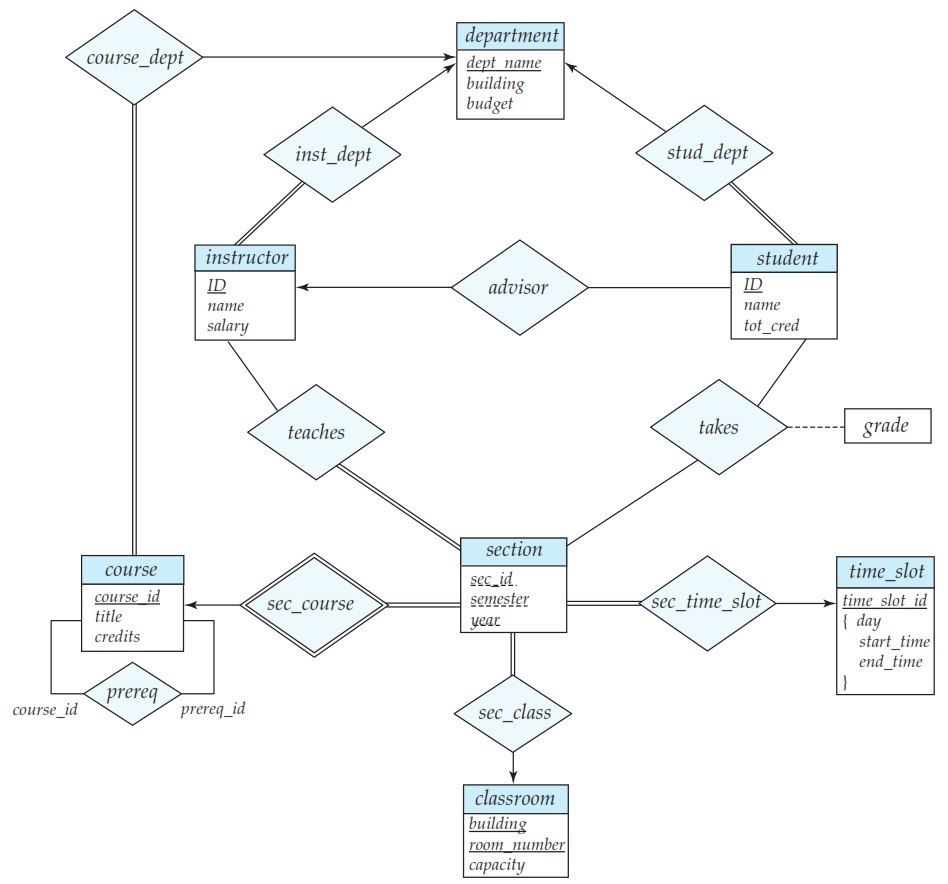 department
course_dept
dept_name
building
budget
inst_dept
stud_dept
instructor
ID
name
salary
advisor
student
ID
name
tot_cred
teaches
takes
grade
section
sec_id
semester
year
course
course_id
title
credits
sec_course
sec_time_slot
time_slot
time_slot_id
{ day
start_time
end_time
}
prereq
course_id
prereq_id
sec_class
classroom
building
room_number
capacity